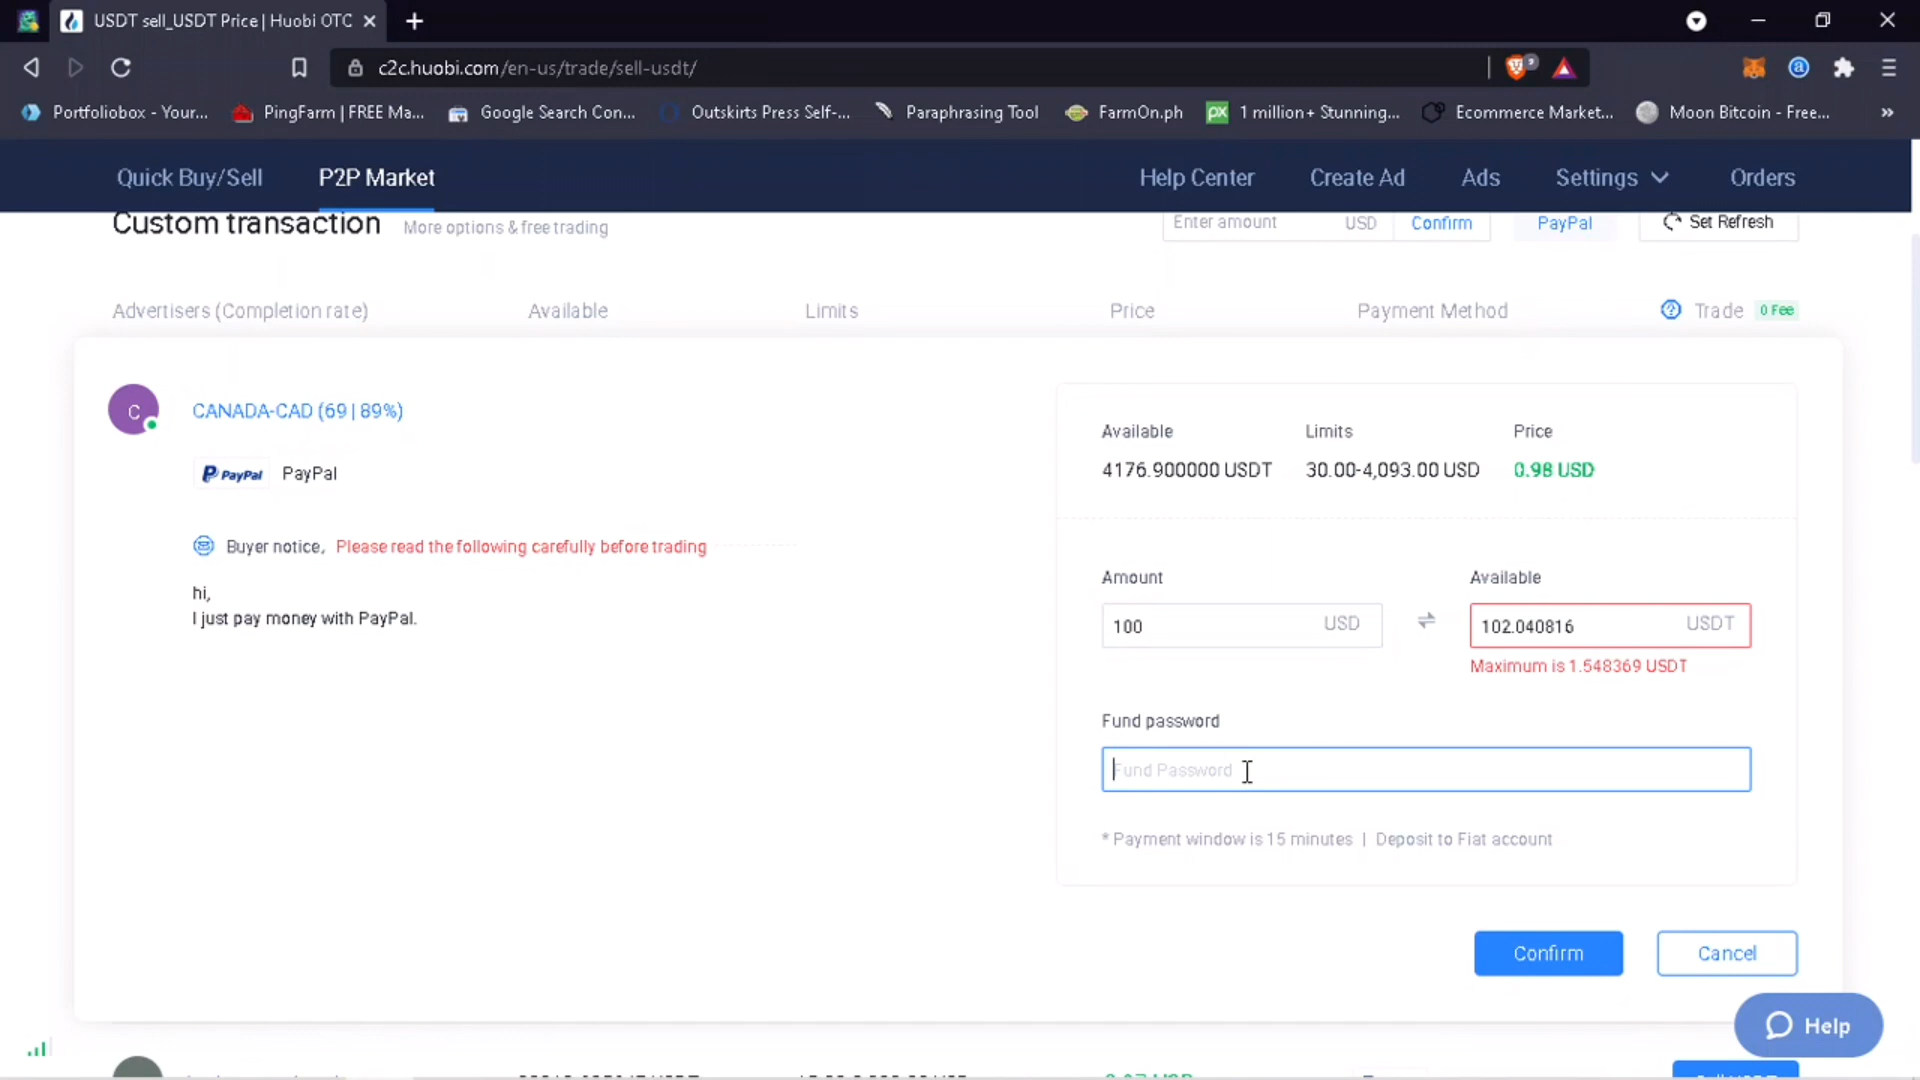 USDT sell_USDT Price | Huobi OTC
c2c.huobi.com/en-us/trade/sell-usdt/
Portfoliobox - Your... PingFarm | FREE Ma... Google Search Con... Outskirts Press Self-... Paraphrasing Tool FarmOn.ph px 1 million+ Stunning... Ecommerce Market... Moon Bitcoin - Free... »
Quick Buy/Sell P2P Market Help Center Create Ad Ads Settings Orders
Custom transaction More options & free trading Enter amount USD Confirm PayPal Set Refresh
Advertisers (Completion rate) Available Limits Price Payment Method Trade 0 Fee
C CANADA-CAD (69 | 89%)
PayPal PayPal
Buyer notice, Please read the following carefully before trading
hi,
I just pay money with PayPal.
Available Limits Price
4176.900000 USDT 30.00-4,093.00 USD 0.98 USD
Amount Available
100 USD 102.040816 USDT
Maximum is 1.548369 USDT
Fund password
Fund Password
* Payment window is 15 minutes | Deposit to Fiat account
Confirm Cancel
Help